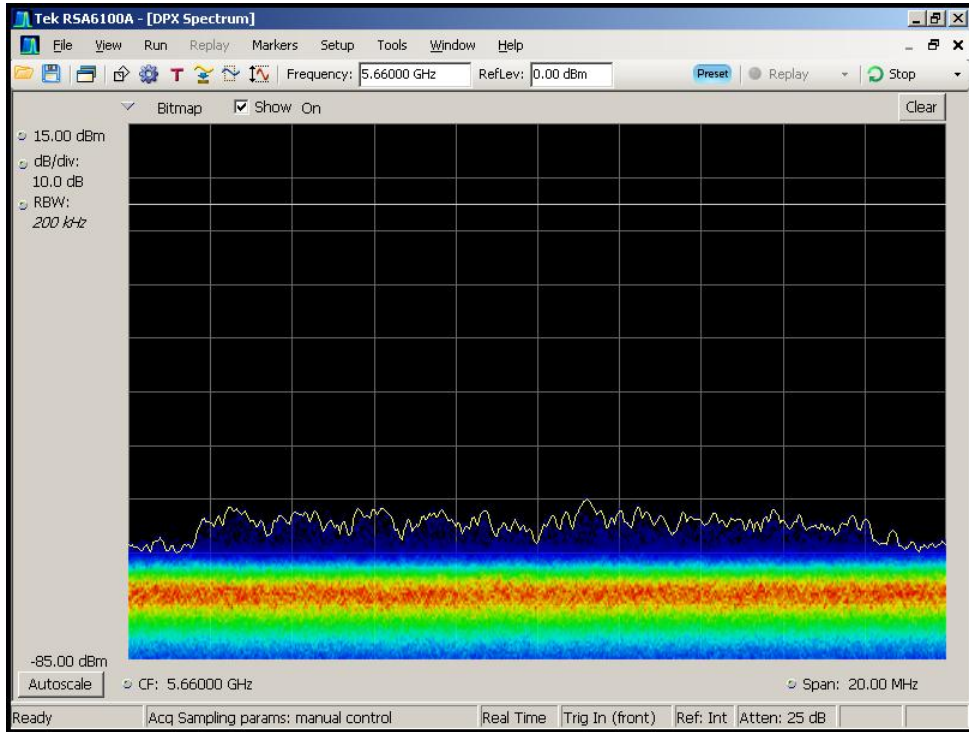 Tek RSA6100A - [DPX Spectrum]
File View Run Replay Markers Setup Tools Window Help
T Frequency: 5.66000 GHz RefLev: 0.00 dBm Preset Replay Stop
Bitmap Show On Clear
15.00 dBm
dB/div:
10.0 dB
RBW:
200 kHz
-85.00 dBm
Autoscale CF: 5.66000 GHz Span: 20.00 MHz
Ready Acq Sampling params: manual control Real Time Trig In (front) Ref: Int Atten: 25 dB